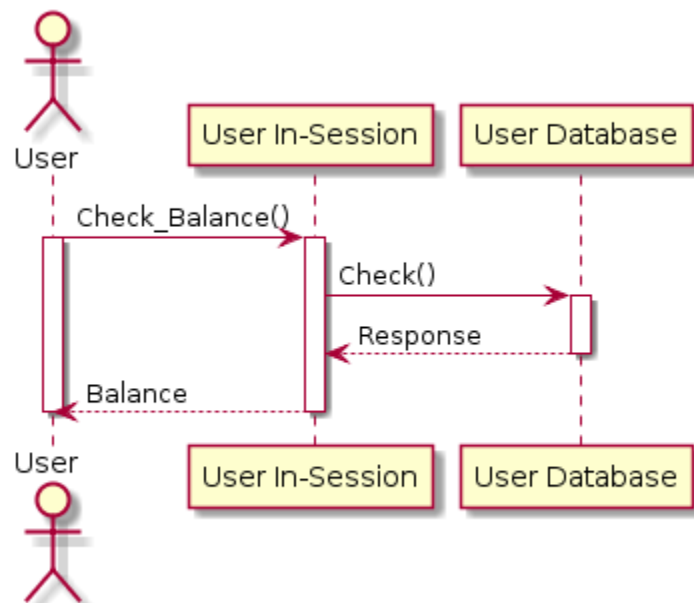 User
User In-Session
User Database
Check_Balance()
Check()
Response
Balance
User
User In-Session
User Database